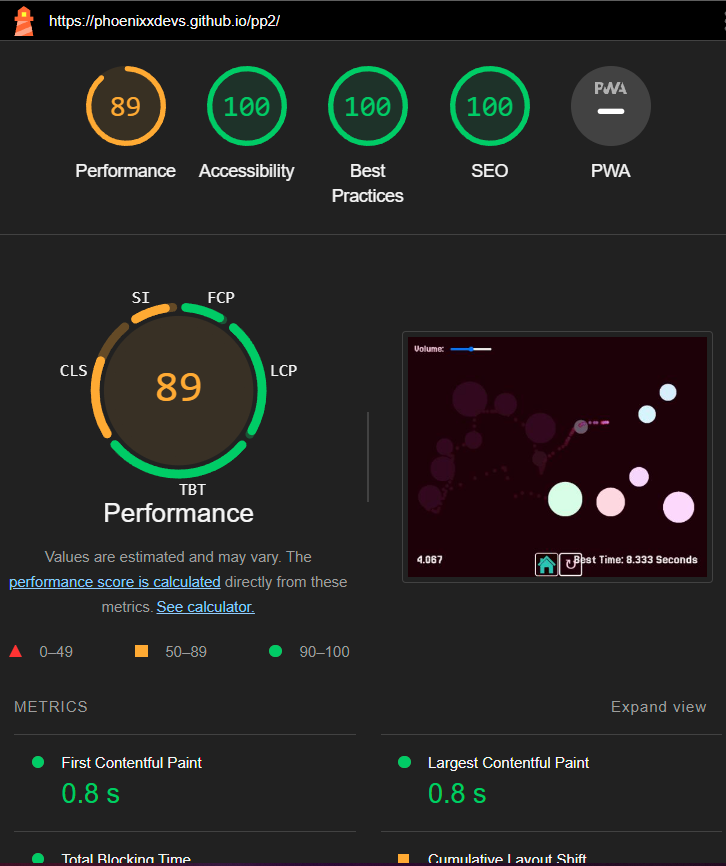 https://phoenixxdevs.github.io/pp2/
89
100
100
100
PWA
Performance
Accessibility
Best
Practices
SEO
PWA
SI
FCP
CLS
LCP
89
TBT
Performance
Values are estimated and may vary. The
performance score is calculated directly from these
metrics. See calculator.
0–49
50–89
90–100
Volume:
4.067
Best Time: 8.333 Seconds
METRICS
Expand view
First Contentful Paint
0.8 s
Largest Contentful Paint
0.8 s
Total Blocking Time
Cumulative Layout Shift